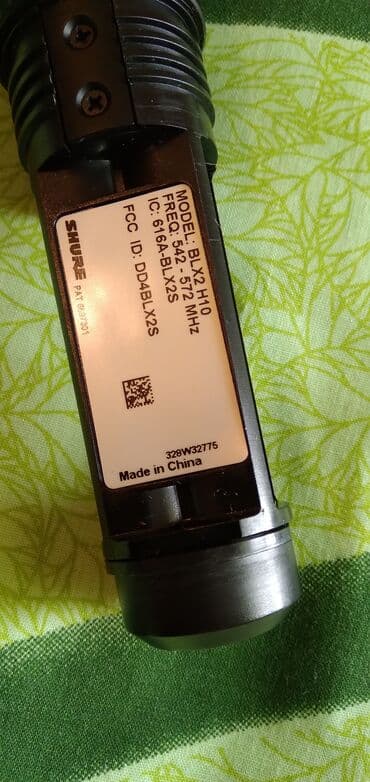 MODEL: BLX2 H10
FREQ: 542 - 572 MHz
IC: 616A-BLX2S
FCC ID: DD4BLX2S
SHURE
PAT
328W32775
Made in China